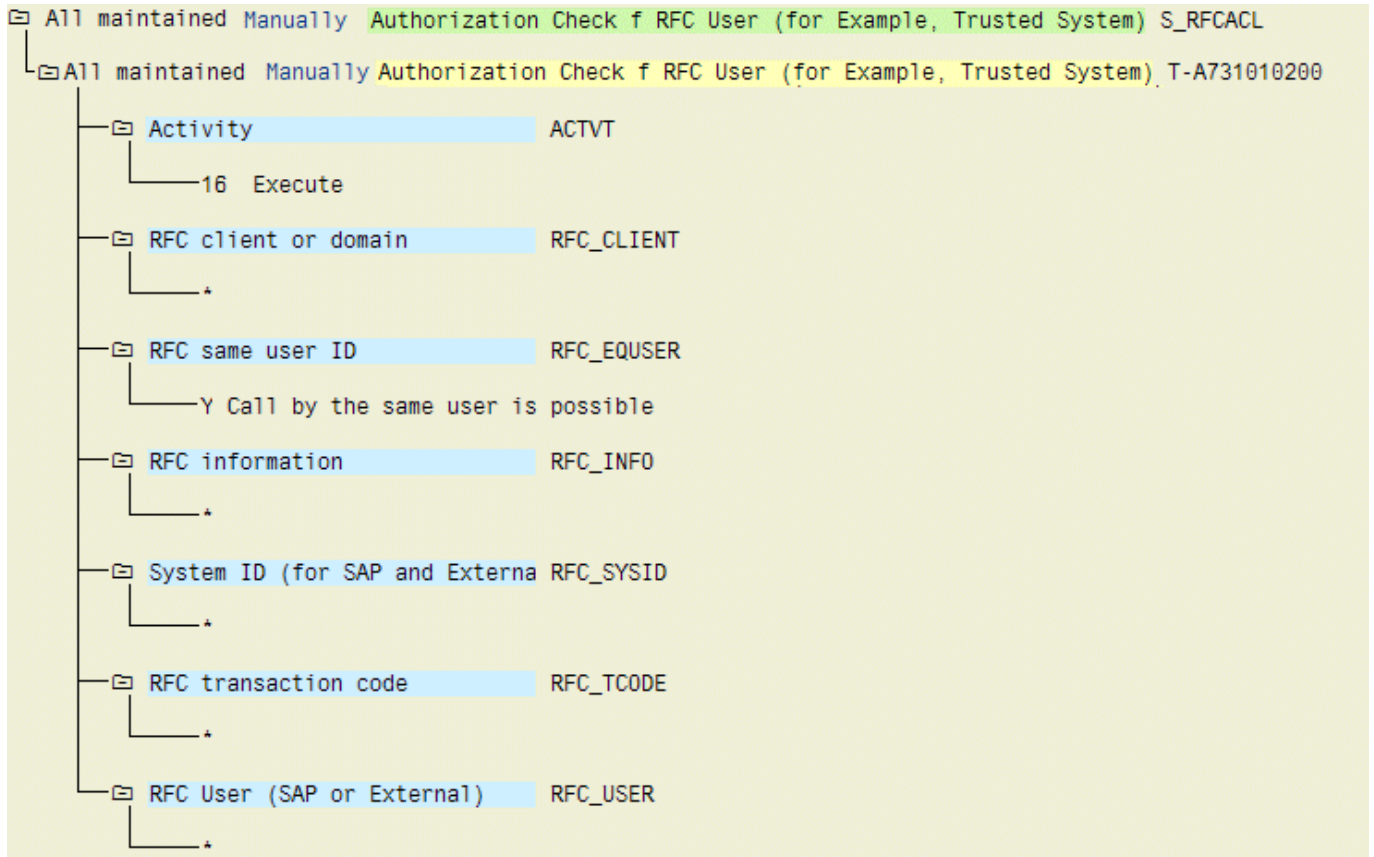 All maintained Manually Authorization Check f RFC User (for Example, Trusted System) S_RFCACL
All maintained Manually Authorization Check f RFC User (for Example, Trusted System) T-A731010200
Activity ACTVT
16 Execute
RFC client or domain RFC_CLIENT
*
RFC same user ID RFC_EQUSER
Y Call by the same user is possible
RFC information RFC_INFO
*
System ID (for SAP and Externa RFC_SYSID
*
RFC transaction code RFC_TCODE
*
RFC User (SAP or External) RFC_USER
*